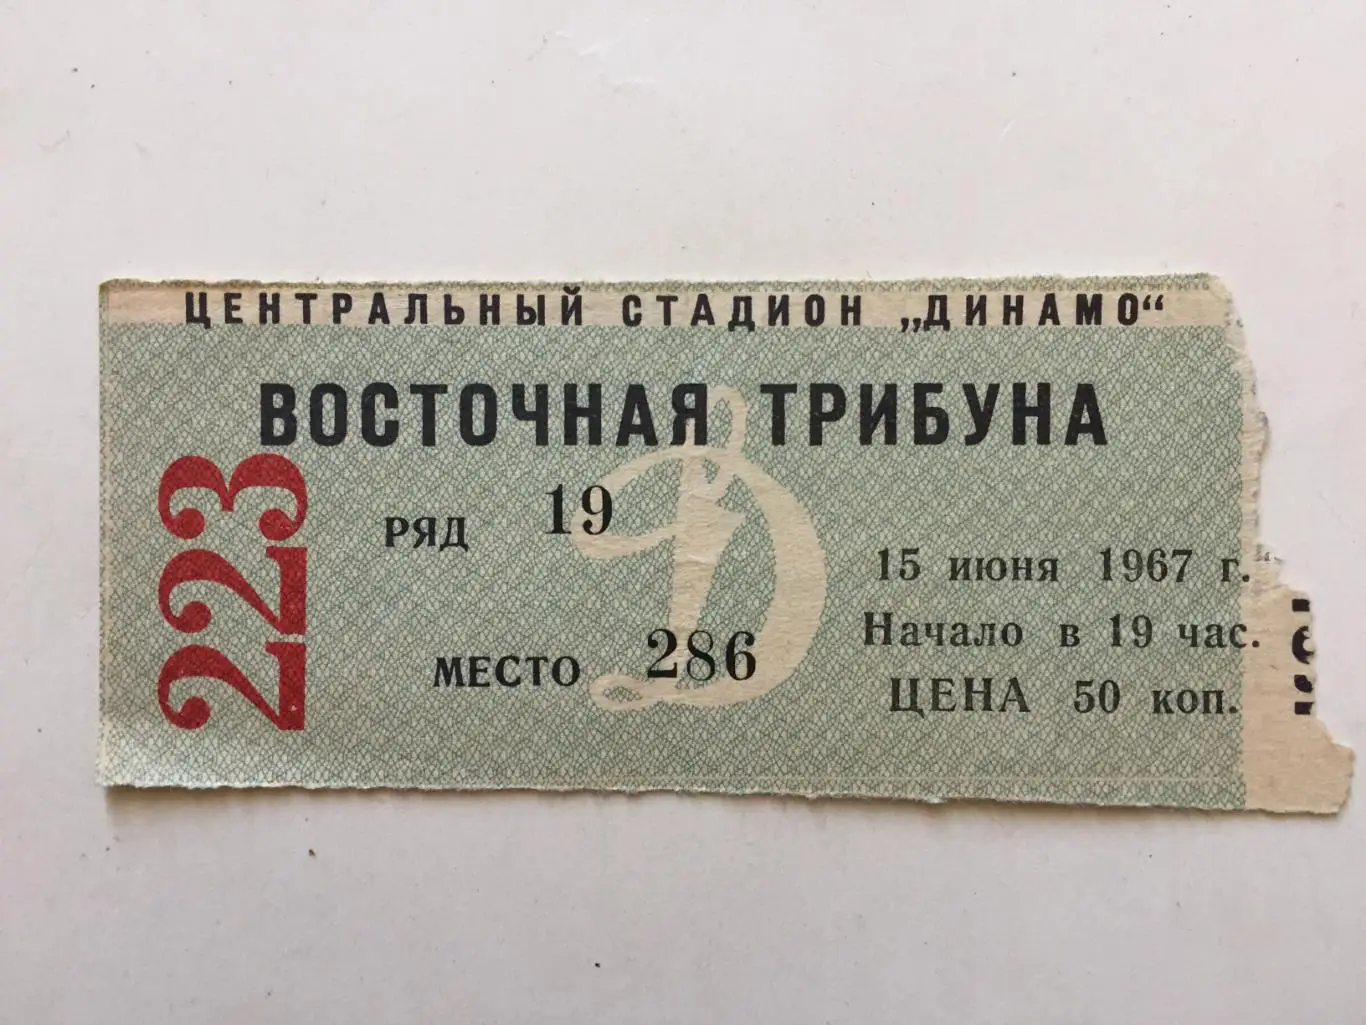 ЦЕНТРАЛЬНЫЙ СТАДИОН „ДИНАМО“
ВОСТОЧНАЯ ТРИБУНА
223
РЯД 19
МЕСТО 286
15 июня 1967 г.
Начало в 19 час.
ЦЕНА 50 коп.